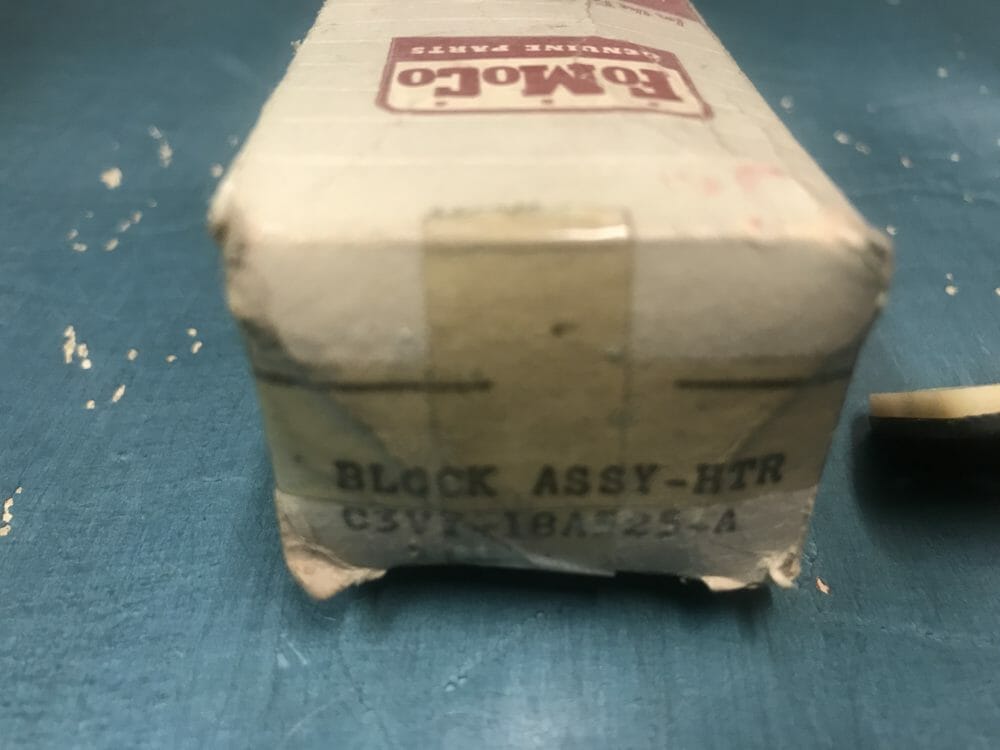 FoMoCo
GENUINE PARTS
BLOCK ASSY-HTR